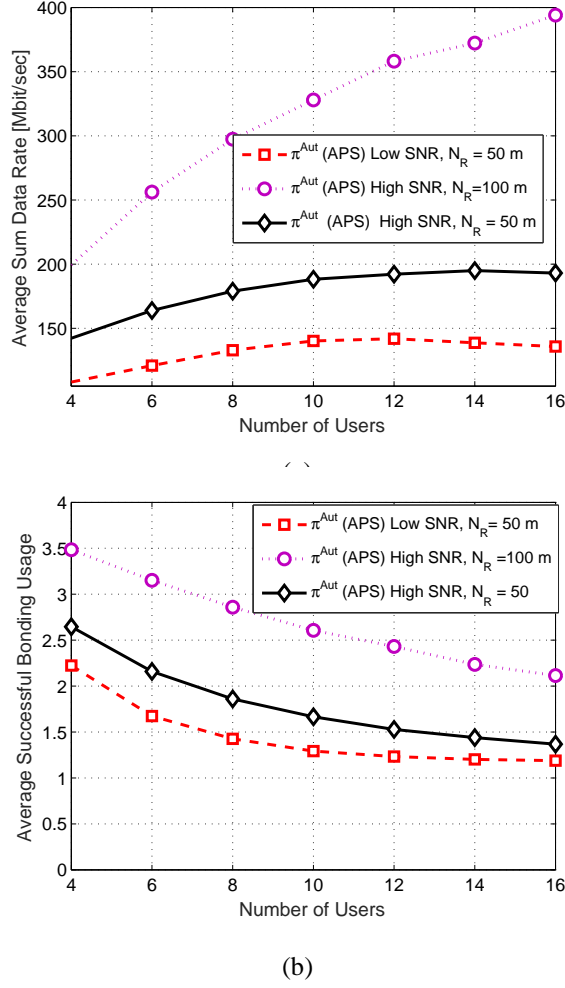 400
350
300
250
200
150
4 6 8 10 12 14 16
Average Sum Data Rate [Mbit/sec]
Number of Users
π^Aut (APS) Low SNR, N_R = 50 m
π^Aut (APS) High SNR, N_R=100 m
π^Aut (APS) High SNR, N_R = 50 m
4
3.5
3
2.5
2
1.5
1
0.5
0
4 6 8 10 12 14 16
Average Successful Bonding Usage
Number of Users
π^Aut (APS) Low SNR, N_R= 50 m
π^Aut (APS) High SNR, N_R =100 m
π^Aut (APS) High SNR, N_R = 50
(b)